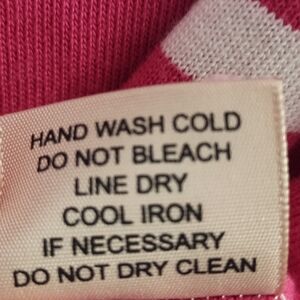 HAND WASH COLD
DO NOT BLEACH
LINE DRY
COOL IRON
IF NECESSARY
DO NOT DRY CLEAN